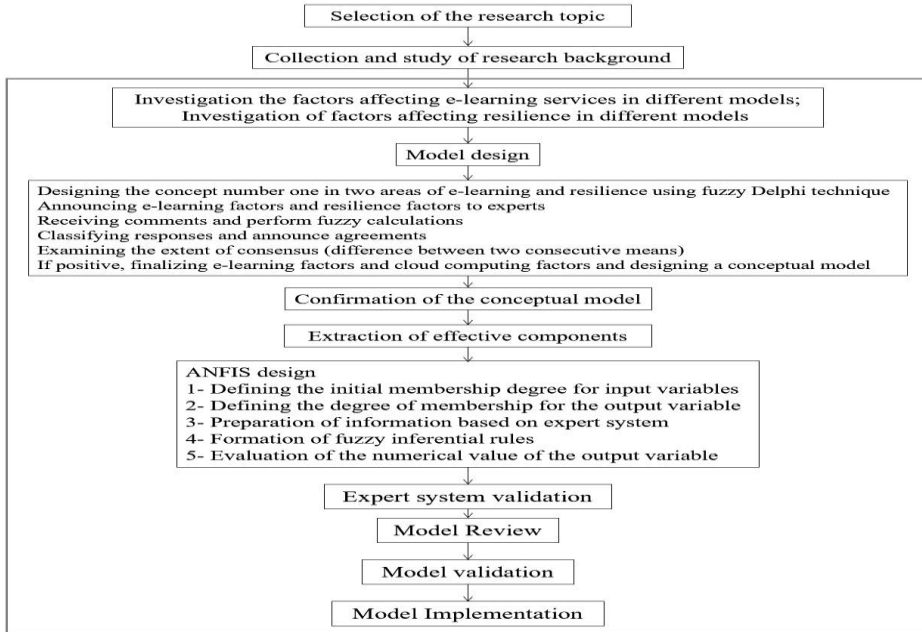 Selection of the research topic
Collection and study of research background
Investigation the factors affecting e-learning services in different models;
Investigation of factors affecting resilience in different models
Model design
Designing the concept number one in two areas of e-learning and resilience using fuzzy Delphi technique
Announcing e-learning factors and resilience factors to experts
Receiving comments and perform fuzzy calculations
Classifying responses and announce agreements
Examining the extent of consensus (difference between two consecutive means)
If positive, finalizing e-learning factors and cloud computing factors and designing a conceptual model
Confirmation of the conceptual model
Extraction of effective components
ANFIS design
1- Defining the initial membership degree for input variables
2- Defining the degree of membership for the output variable
3- Preparation of information based on expert system
4- Formation of fuzzy inferential rules
5- Evaluation of the numerical value of the output variable
Expert system validation
Model Review
Model validation
Model Implementation